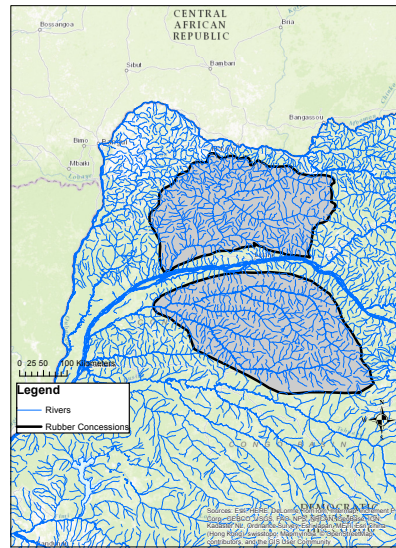 CENTRAL
AFRICAN
REPUBLIC
Bossangoa
Bria
Sibut
Bambari
Bangassou
Bimo
Mbaiki
0 25 50 100 Kilometers
Legend
Rivers
Rubber Concessions
N
CONGO BASIN
DEMOCRATIC
Sources: Esri, HERE, DeLorme, TomTom, Intermap, increment P
Corp., GEBCO, USGS, FAO, NPS, NRCAN, GeoBase, IGN,
Kadaster NL, Ordnance Survey, Esri Japan, METI, Esri China
(Hong Kong), swisstopo, MapmyIndia, © OpenStreetMap
contributors, and the GIS User Community